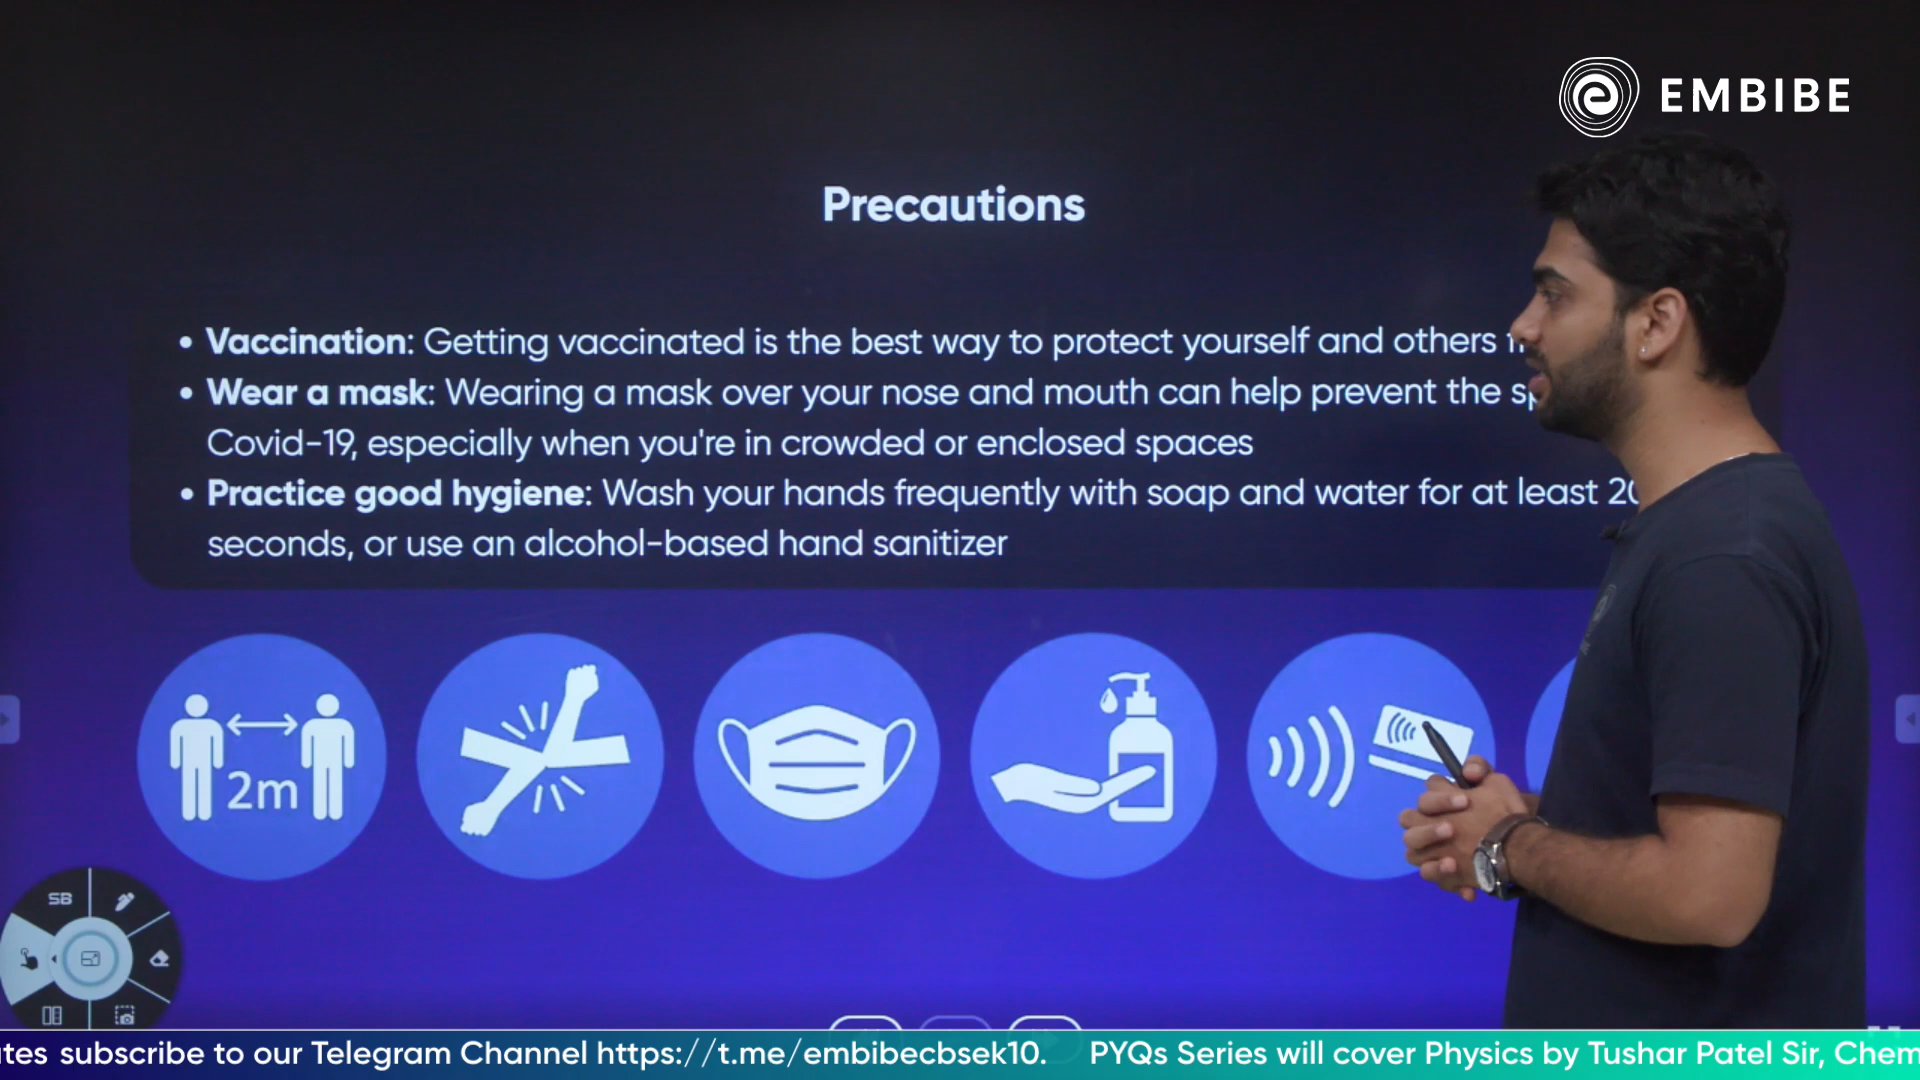 EMBIBE
Precautions
• Vaccination: Getting vaccinated is the best way to protect yourself and others
• Wear a mask: Wearing a mask over your nose and mouth can help prevent the
Covid-19, especially when you're in crowded or enclosed spaces
• Practice good hygiene: Wash your hands frequently with soap and water for at least
seconds, or use an alcohol-based hand sanitizer
2m
SB
subscribe to our Telegram Channel https://t.me/embibecbsek10. PYQs Series will cover Physics by Tushar Patel Sir,